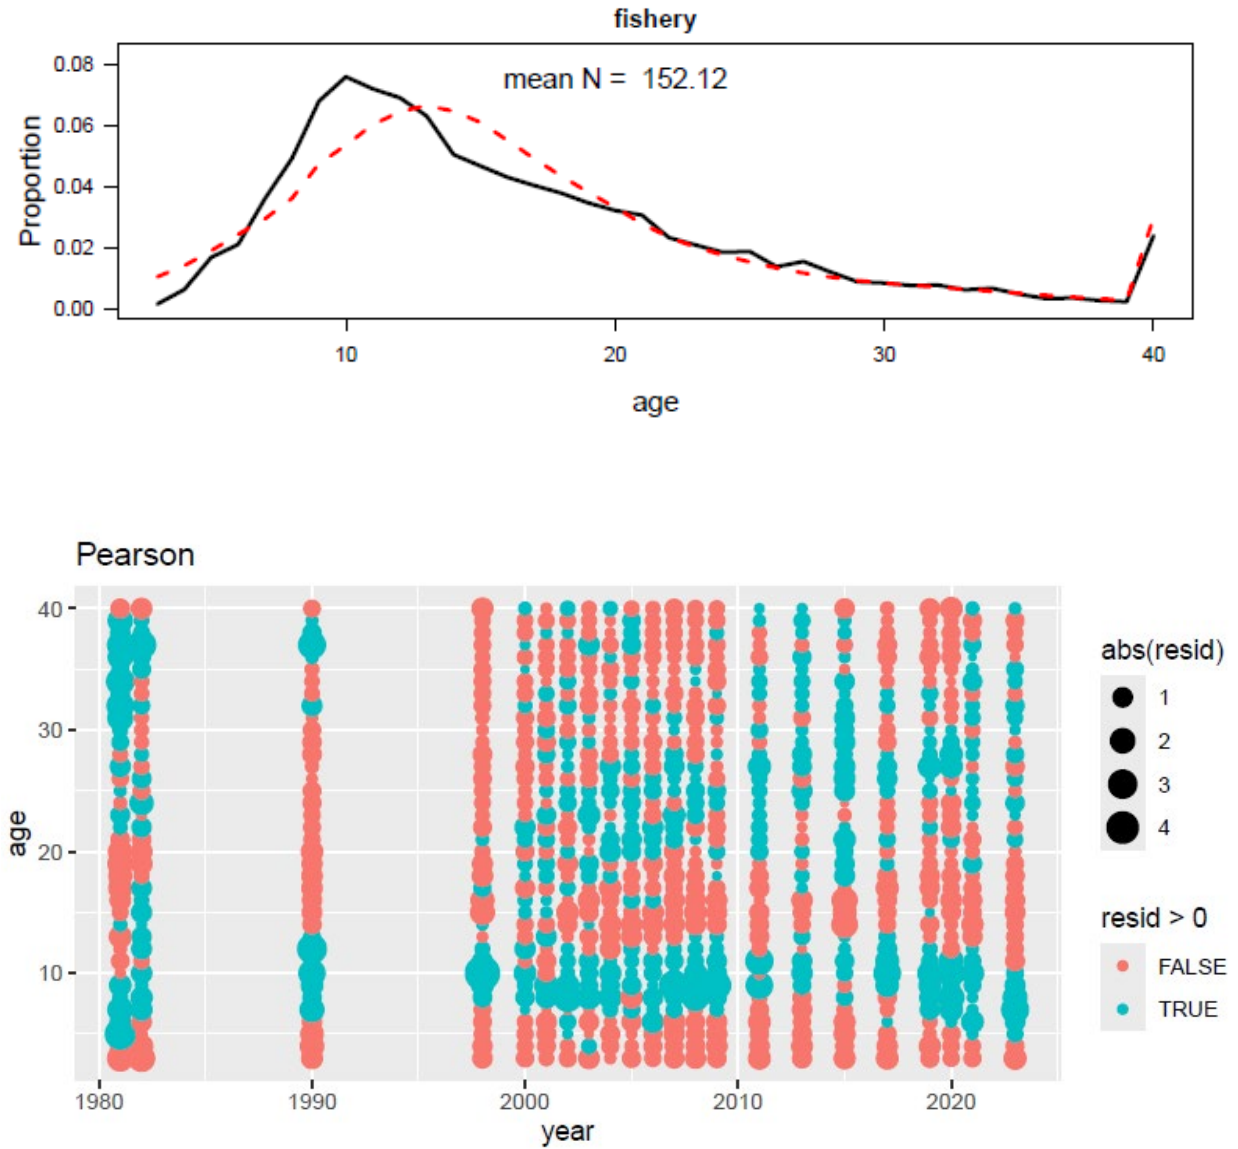 fishery
mean N = 152.12
0.08
0.06
0.04
0.02
0.00
Proportion
10 20 30 40
age
Pearson
40
30
20
10
age
1980 1990 2000 2010 2020
year
abs(resid)
1
2
3
4
resid > 0
FALSE
TRUE